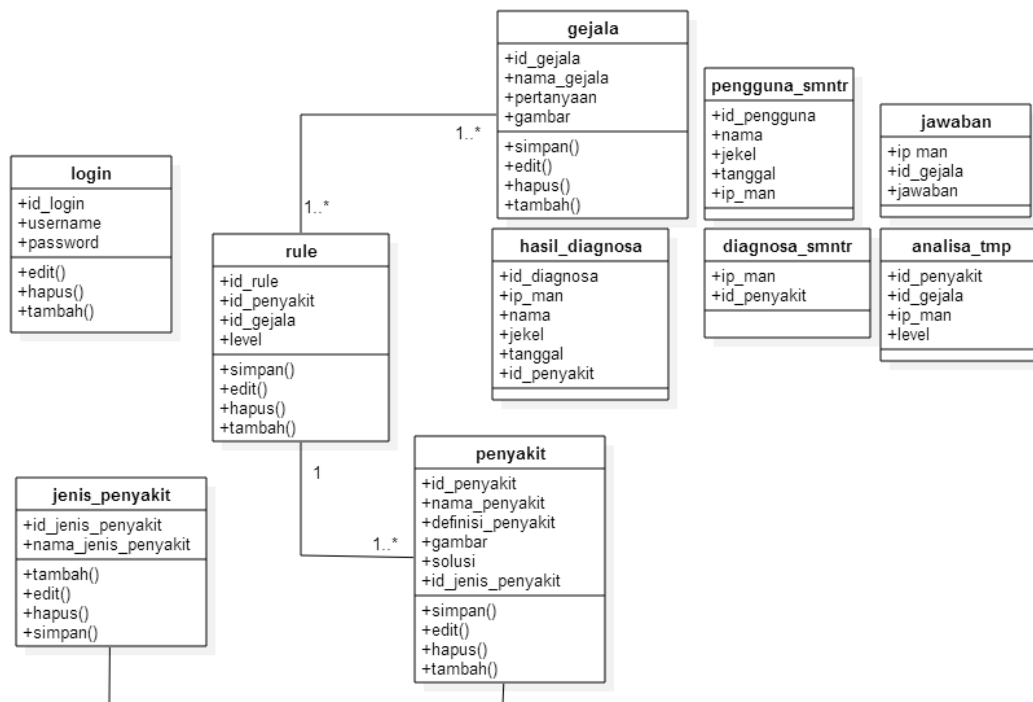 gejala
+id_gejala
+nama_gejala
+pertanyaan
+gambar
+simpan()
+edit()
+hapus()
+tambah()
pengguna_smntr
+id_pengguna
+nama
+jekel
+tanggal
+ip_man
jawaban
+ip man
+id_gejala
+jawaban
1..*
1..*
login
+id_login
+username
+password
+edit()
+hapus()
+tambah()
rule
+id_rule
+id_penyakit
+id_gejala
+level
+simpan()
+edit()
+hapus()
+tambah()
hasil_diagnosa
+id_diagnosa
+ip_man
+nama
+jekel
+tanggal
+id_penyakit
diagnosa_smntr
+ip_man
+id_penyakit
analisa_tmp
+id_penyakit
+id_gejala
+ip_man
+level
1
1..*
jenis_penyakit
+id_jenis_penyakit
+nama_jenis_penyakit
+tambah()
+edit()
+hapus()
+simpan()
penyakit
+id_penyakit
+nama_penyakit
+definisi_penyakit
+gambar
+solusi
+id_jenis_penyakit
+simpan()
+edit()
+hapus()
+tambah()